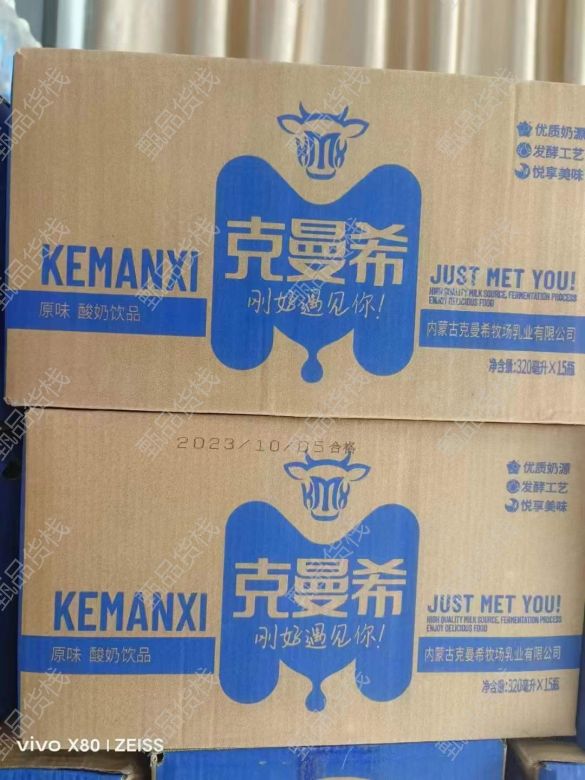 优质奶源
发酵工艺
悦享美味
KEMANXI
克曼希
刚好遇见你!
JUST MET YOU!
HIGH QUALITY MILK SOURCE, FERMENTATION PROCESS
ENJOY DELICIOUS FOOD
原味 酸奶饮品
内蒙古克曼希牧场乳业有限公司
净含量:320毫升×15瓶
2023/10/05合格
KMX
优质奶源
发酵工艺
悦享美味
KEMANXI
克曼希
刚好遇见你!
JUST MET YOU!
HIGH QUALITY MILK SOURCE, FERMENTATION PROCESS
ENJOY DELICIOUS FOOD
原味 酸奶饮品
内蒙古克曼希牧场乳业有限公司
净含量:320毫升×15瓶
vivo X80 | ZEISS
甄品货栈